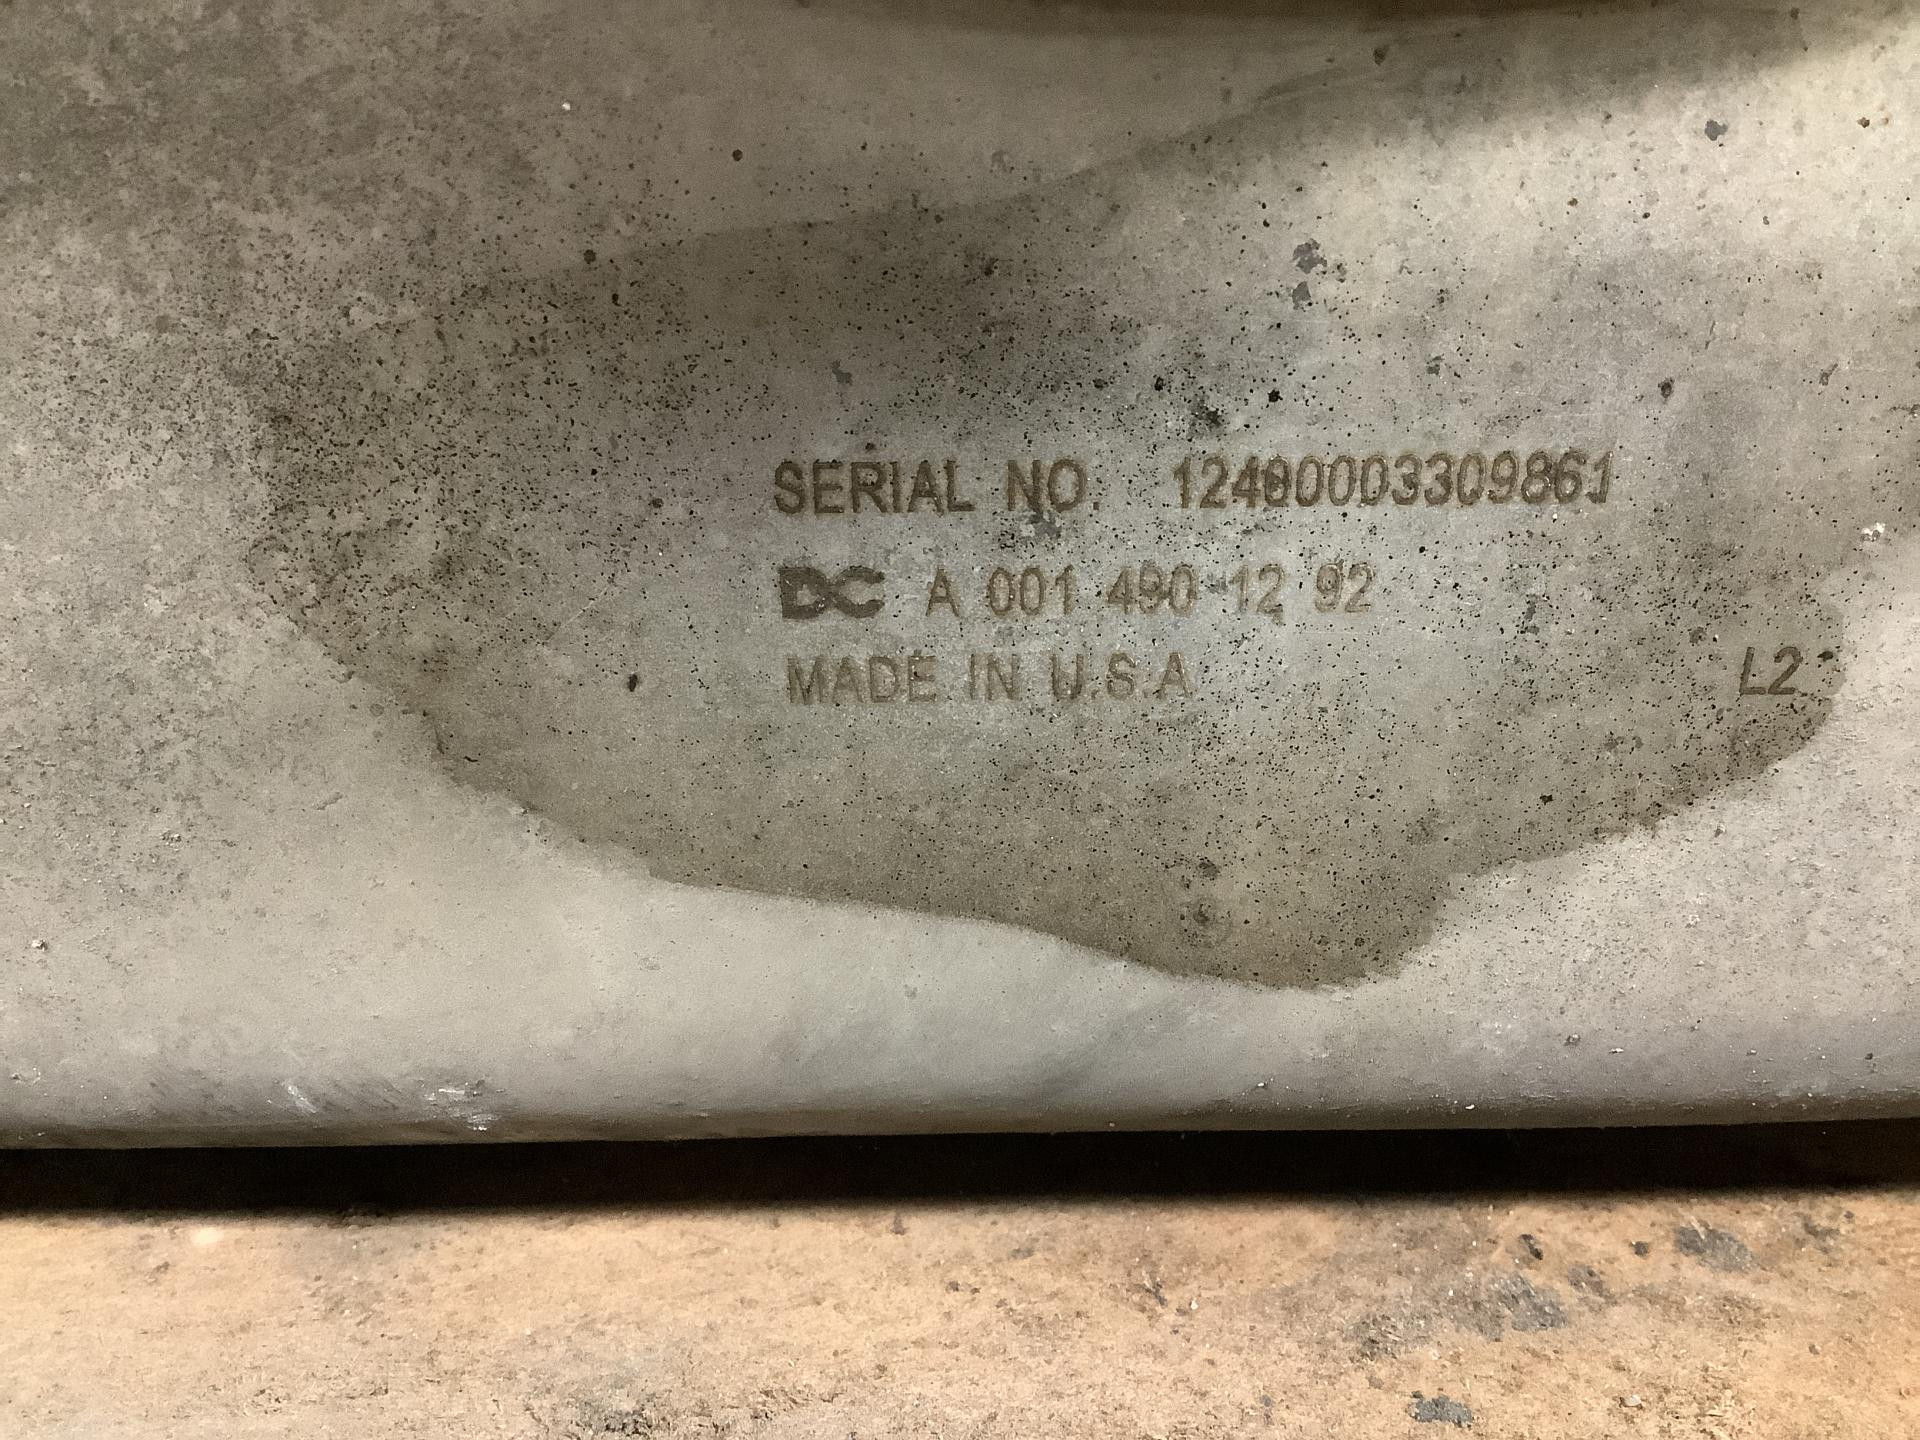 SERIAL NO. 12400003309861
DC A 001 490 12 92
MADE IN U.S.A
L2